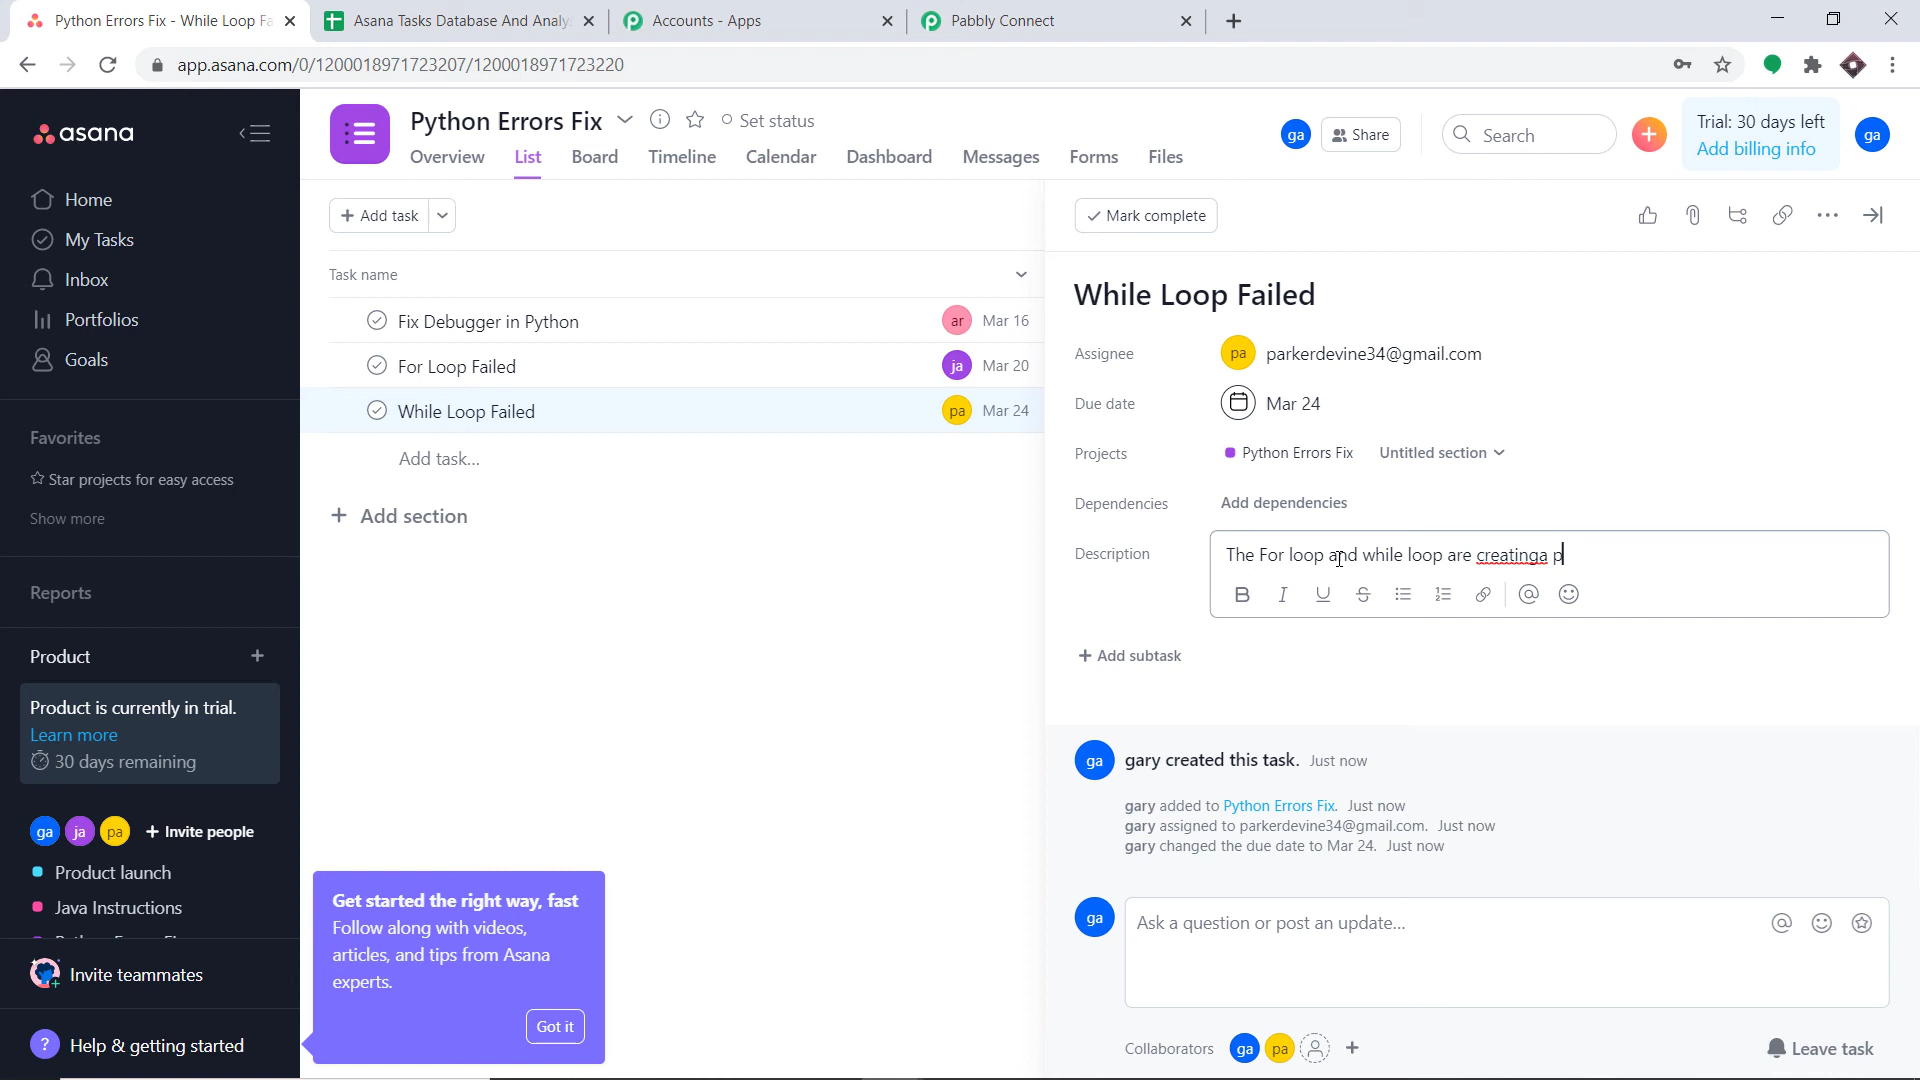 Python Errors Fix - While Loop Fa
Asana Tasks Database And Analy
Accounts - Apps
Pabbly Connect
app.asana.com/0/1200018971723207/1200018971723220
asana
Home
My Tasks
Inbox
Portfolios
Goals
Favorites
Star projects for easy access
Show more
Reports
Product
Product is currently in trial.
Learn more
30 days remaining
ga ja pa Invite people
Product launch
Java Instructions
Invite teammates
? Help & getting started
Python Errors Fix
Set status
Overview List Board Timeline Calendar Dashboard Messages Forms Files
ga Share
Search
Trial: 30 days left
Add billing info
ga
+ Add task
Task name
Fix Debugger in Python ar Mar 16
For Loop Failed ja Mar 20
While Loop Failed pa Mar 24
Add task...
+ Add section
Get started the right way, fast
Follow along with videos,
articles, and tips from Asana
experts.
Got it
Mark complete
While Loop Failed
Assignee pa parkerdevine34@gmail.com
Due date Mar 24
Projects Python Errors Fix Untitled section
Dependencies Add dependencies
Description The For loop and while loop are creatinga p
+ Add subtask
ga gary created this task. Just now
gary added to Python Errors Fix. Just now
gary assigned to parkerdevine34@gmail.com. Just now
gary changed the due date to Mar 24. Just now
ga Ask a question or post an update...
Collaborators ga pa + Leave task